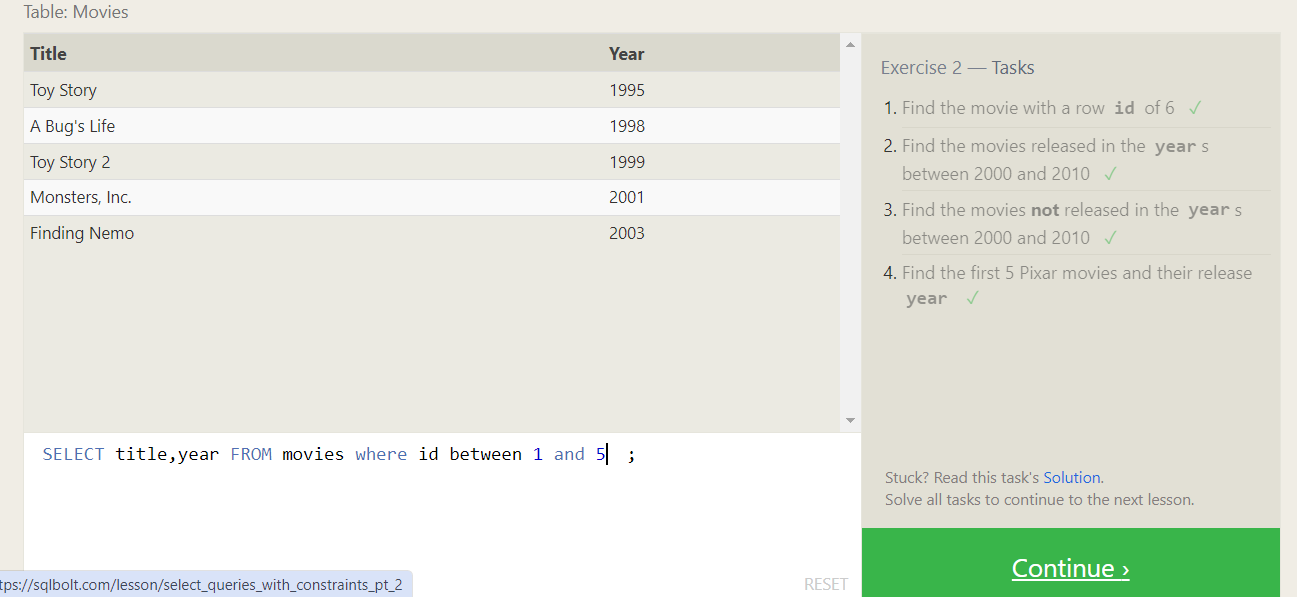 Table: Movies
Title Year
Toy Story 1995
A Bug's Life 1998
Toy Story 2 1999
Monsters, Inc. 2001
Finding Nemo 2003
SELECT title,year FROM movies where id between 1 and 5 ;
RESET
Exercise 2 — Tasks
1. Find the movie with a row id of 6 ✓
2. Find the movies released in the year s
between 2000 and 2010 ✓
3. Find the movies not released in the year s
between 2000 and 2010 ✓
4. Find the first 5 Pixar movies and their release
year ✓
Stuck? Read this task's Solution.
Solve all tasks to continue to the next lesson.
Continue ›
tps://sqlbolt.com/lesson/select_queries_with_constraints_pt_2